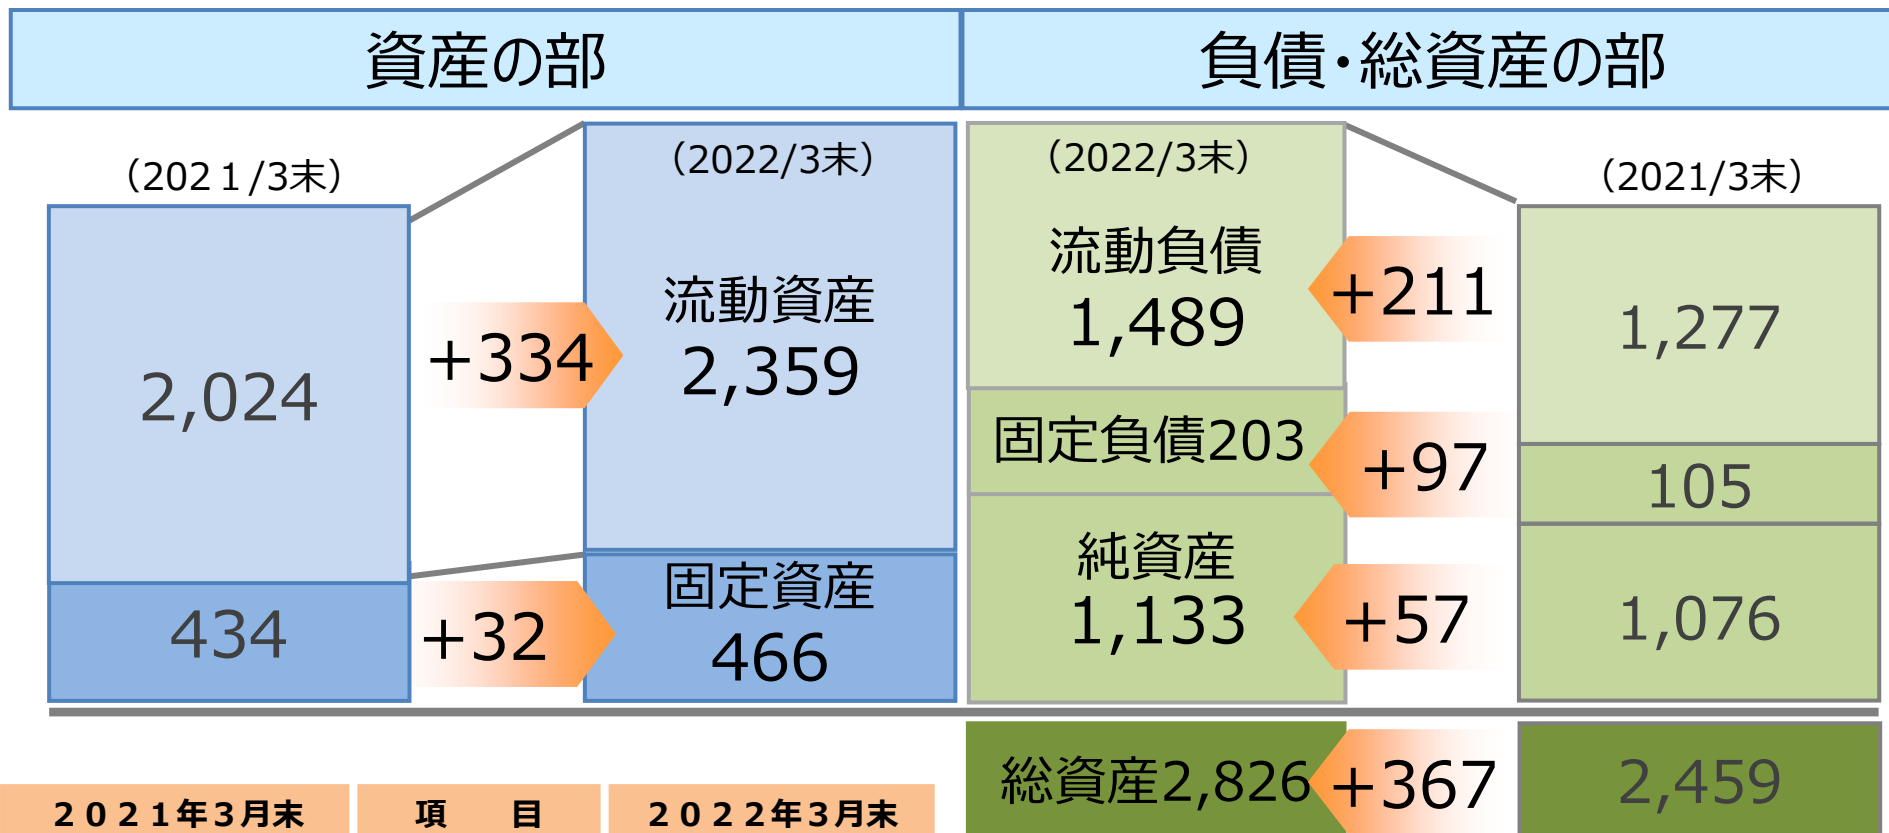 資産の部
負債・総資産の部
（202１/3末）
（2022/3末）
（2022/3末）
（2021/3末）
2,024
+334
流動資産
2,359
流動負債
1,489
+211
1,277
固定負債203
+97
105
434
+32
固定資産
466
純資産
1,133
+57
1,076
総資産2,826
+367
2,459
２０２１年３月末
項　目
２０２２年３月末